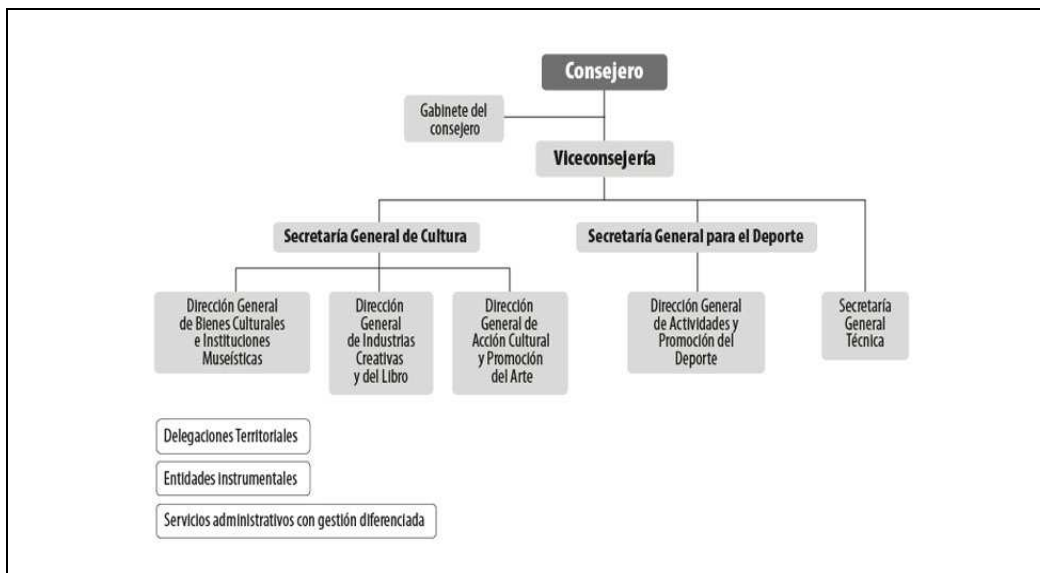 Consejero
Gabinete del
consejero
Viceconsejería
Secretaría General de Cultura
Secretaría General para el Deporte
Dirección General
de Bienes Culturales
e Instituciones
Museísticas
Dirección
General
de Industrias
Creativas
y del Libro
Dirección
General de
Acción Cultural
y Promoción
del Arte
Dirección General
de Actividades y
Promoción del
Deporte
Secretaría
General
Técnica
Delegaciones Territoriales
Entidades instrumentales
Servicios administrativos con gestión diferenciada